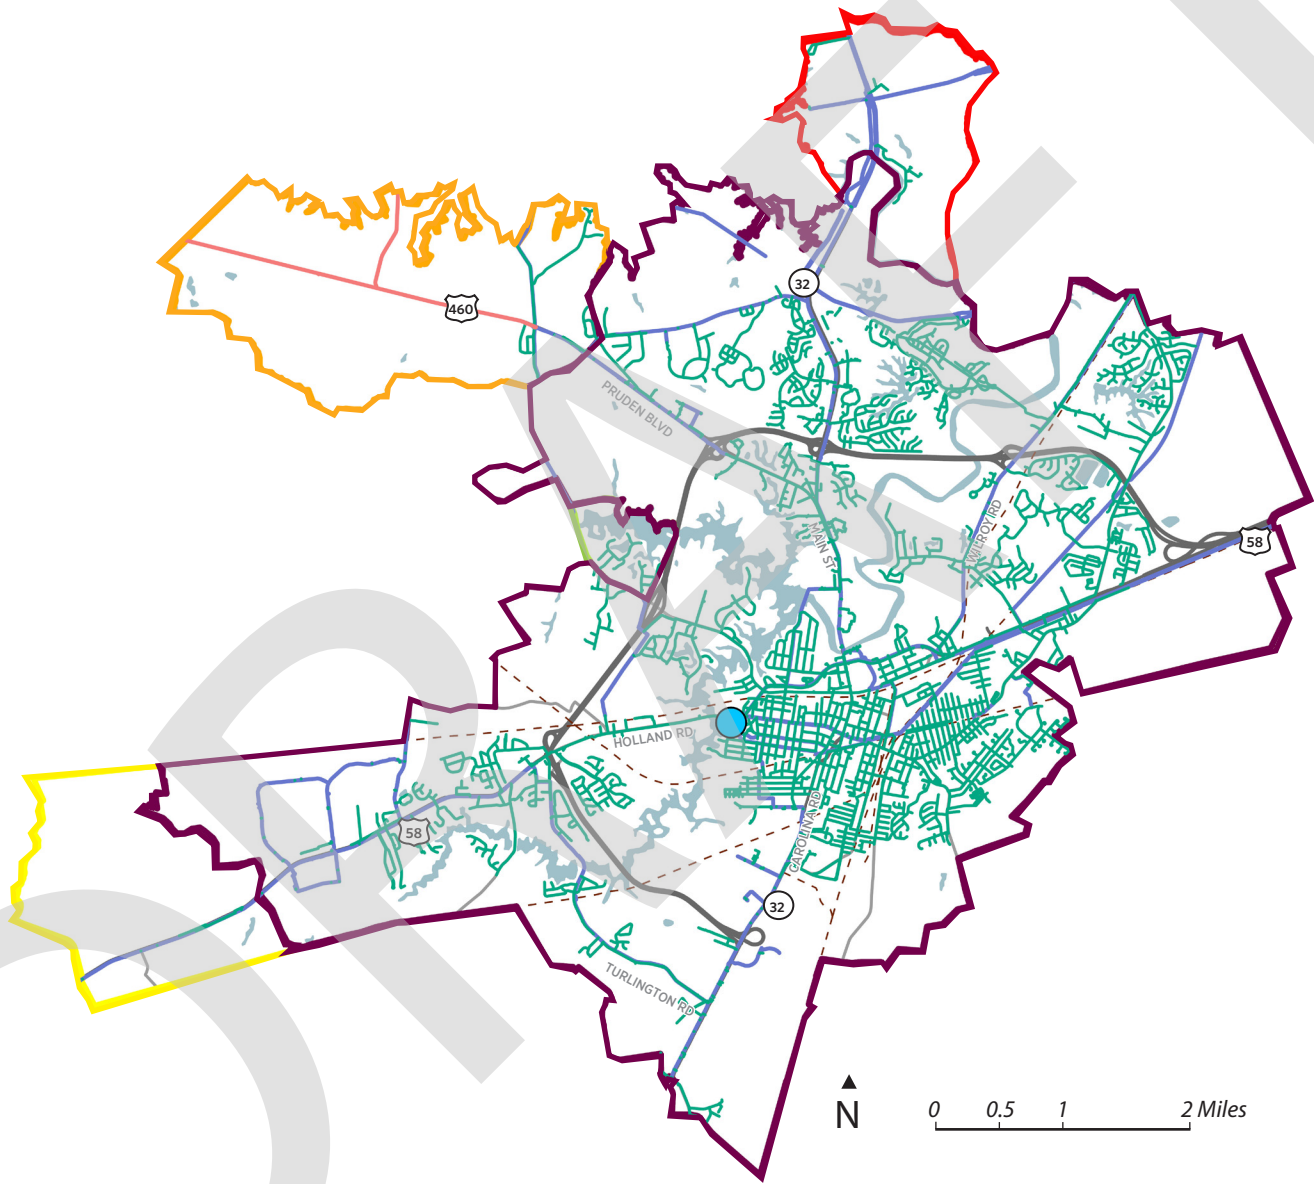 32
460
PRUDEN BLVD
MAIN ST
WILROY RD
58
HOLLAND RD
58
CAROLINA RD
32
TURLINGTON RD
N
0 0.5 1 2 Miles